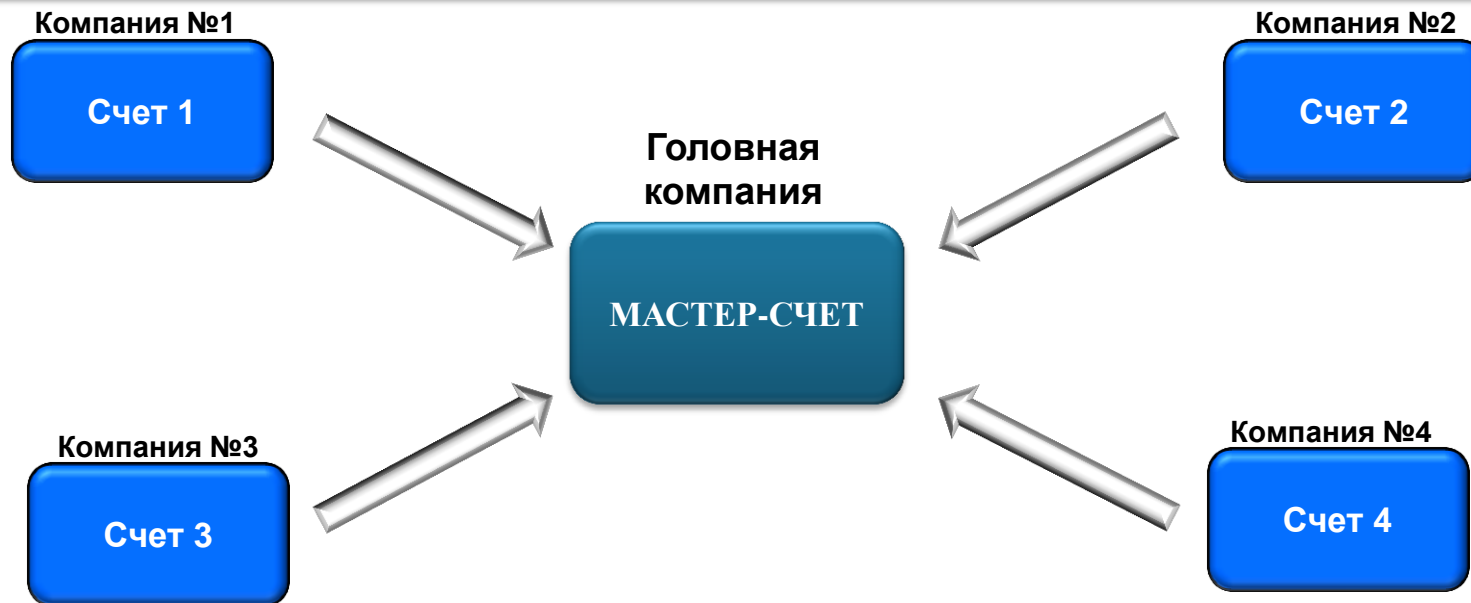 Компания №1
Компания №2
Счет 1
Счет 2
Головная
компания
МАСТЕР-СЧЕТ
Компания №3
Компания №4
Счет 3
Счет 4